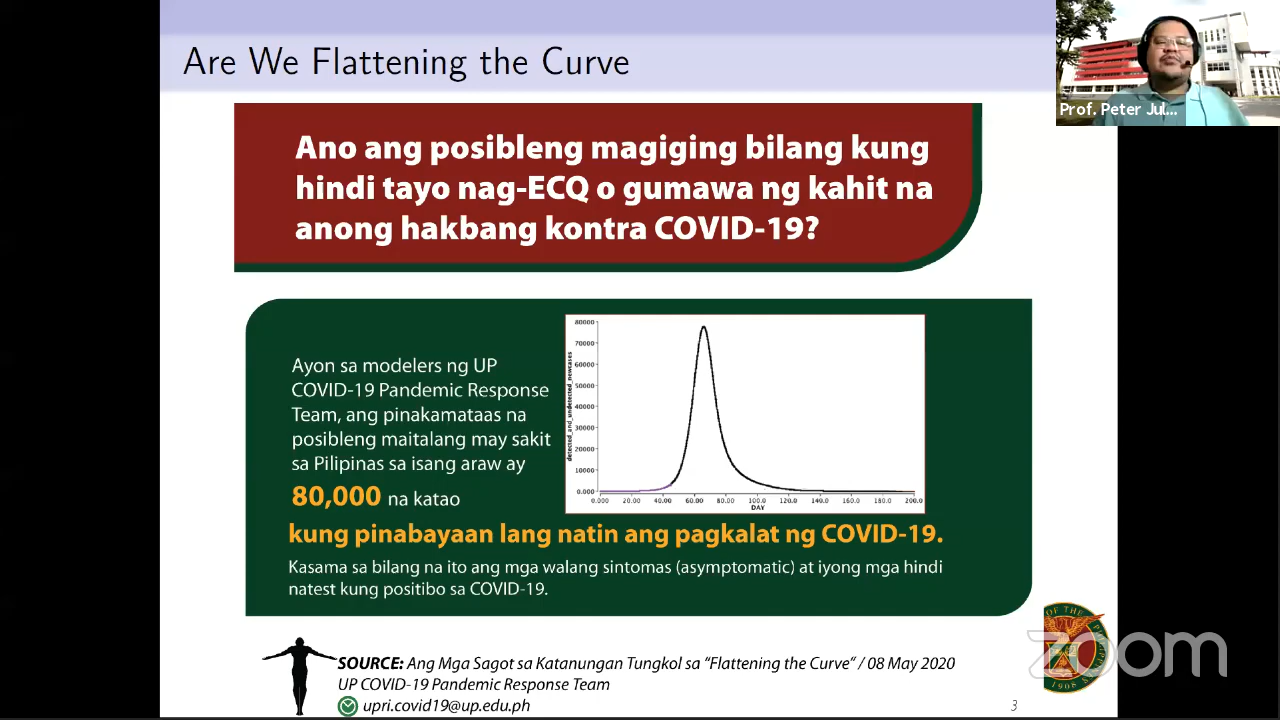 Are We Flattening the Curve
Prof. Peter Jul...
Ano ang posibleng magiging bilang kung
hindi tayo nag-ECQ o gumawa ng kahit na
anong hakbang kontra COVID-19?
Ayon sa modelers ng UP
COVID-19 Pandemic Response
Team, ang pinakamataas na
posibleng maitalang may sakit
sa Pilipinas sa isang araw ay
80,000 na katao
kung pinabayaan lang natin ang pagkalat ng COVID-19.
Kasama sa bilang na ito ang mga walang sintomas (asymptomatic) at iyong mga hindi
natest kung positibo sa COVID-19.
detected_and_undetected_newcases
80000
70000
60000
50000
40000
30000
20000
10000
0.000
0.000 20.00 40.00 60.00 80.00 100.0 120.0 140.0 160.0 180.0 200.0
DAY
SOURCE: Ang Mga Sagot sa Katanungan Tungkol sa "Flattening the Curve" / 08 May 2020
UP COVID-19 Pandemic Response Team
upri.covid19@up.edu.ph
OF THE
1908
zoom
3